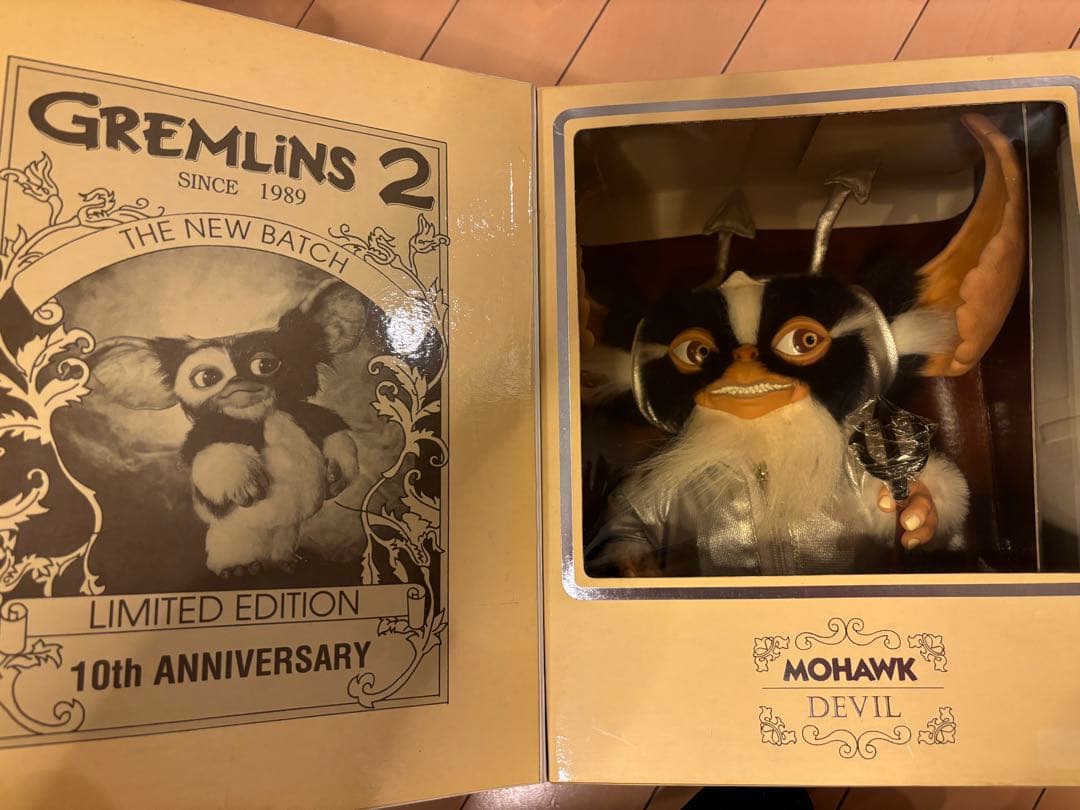 GREMLiNS 2
SINCE 1989
THE NEW BATCH
LIMITED EDITION
10th ANNIVERSARY
MOHAWK
DEVIL